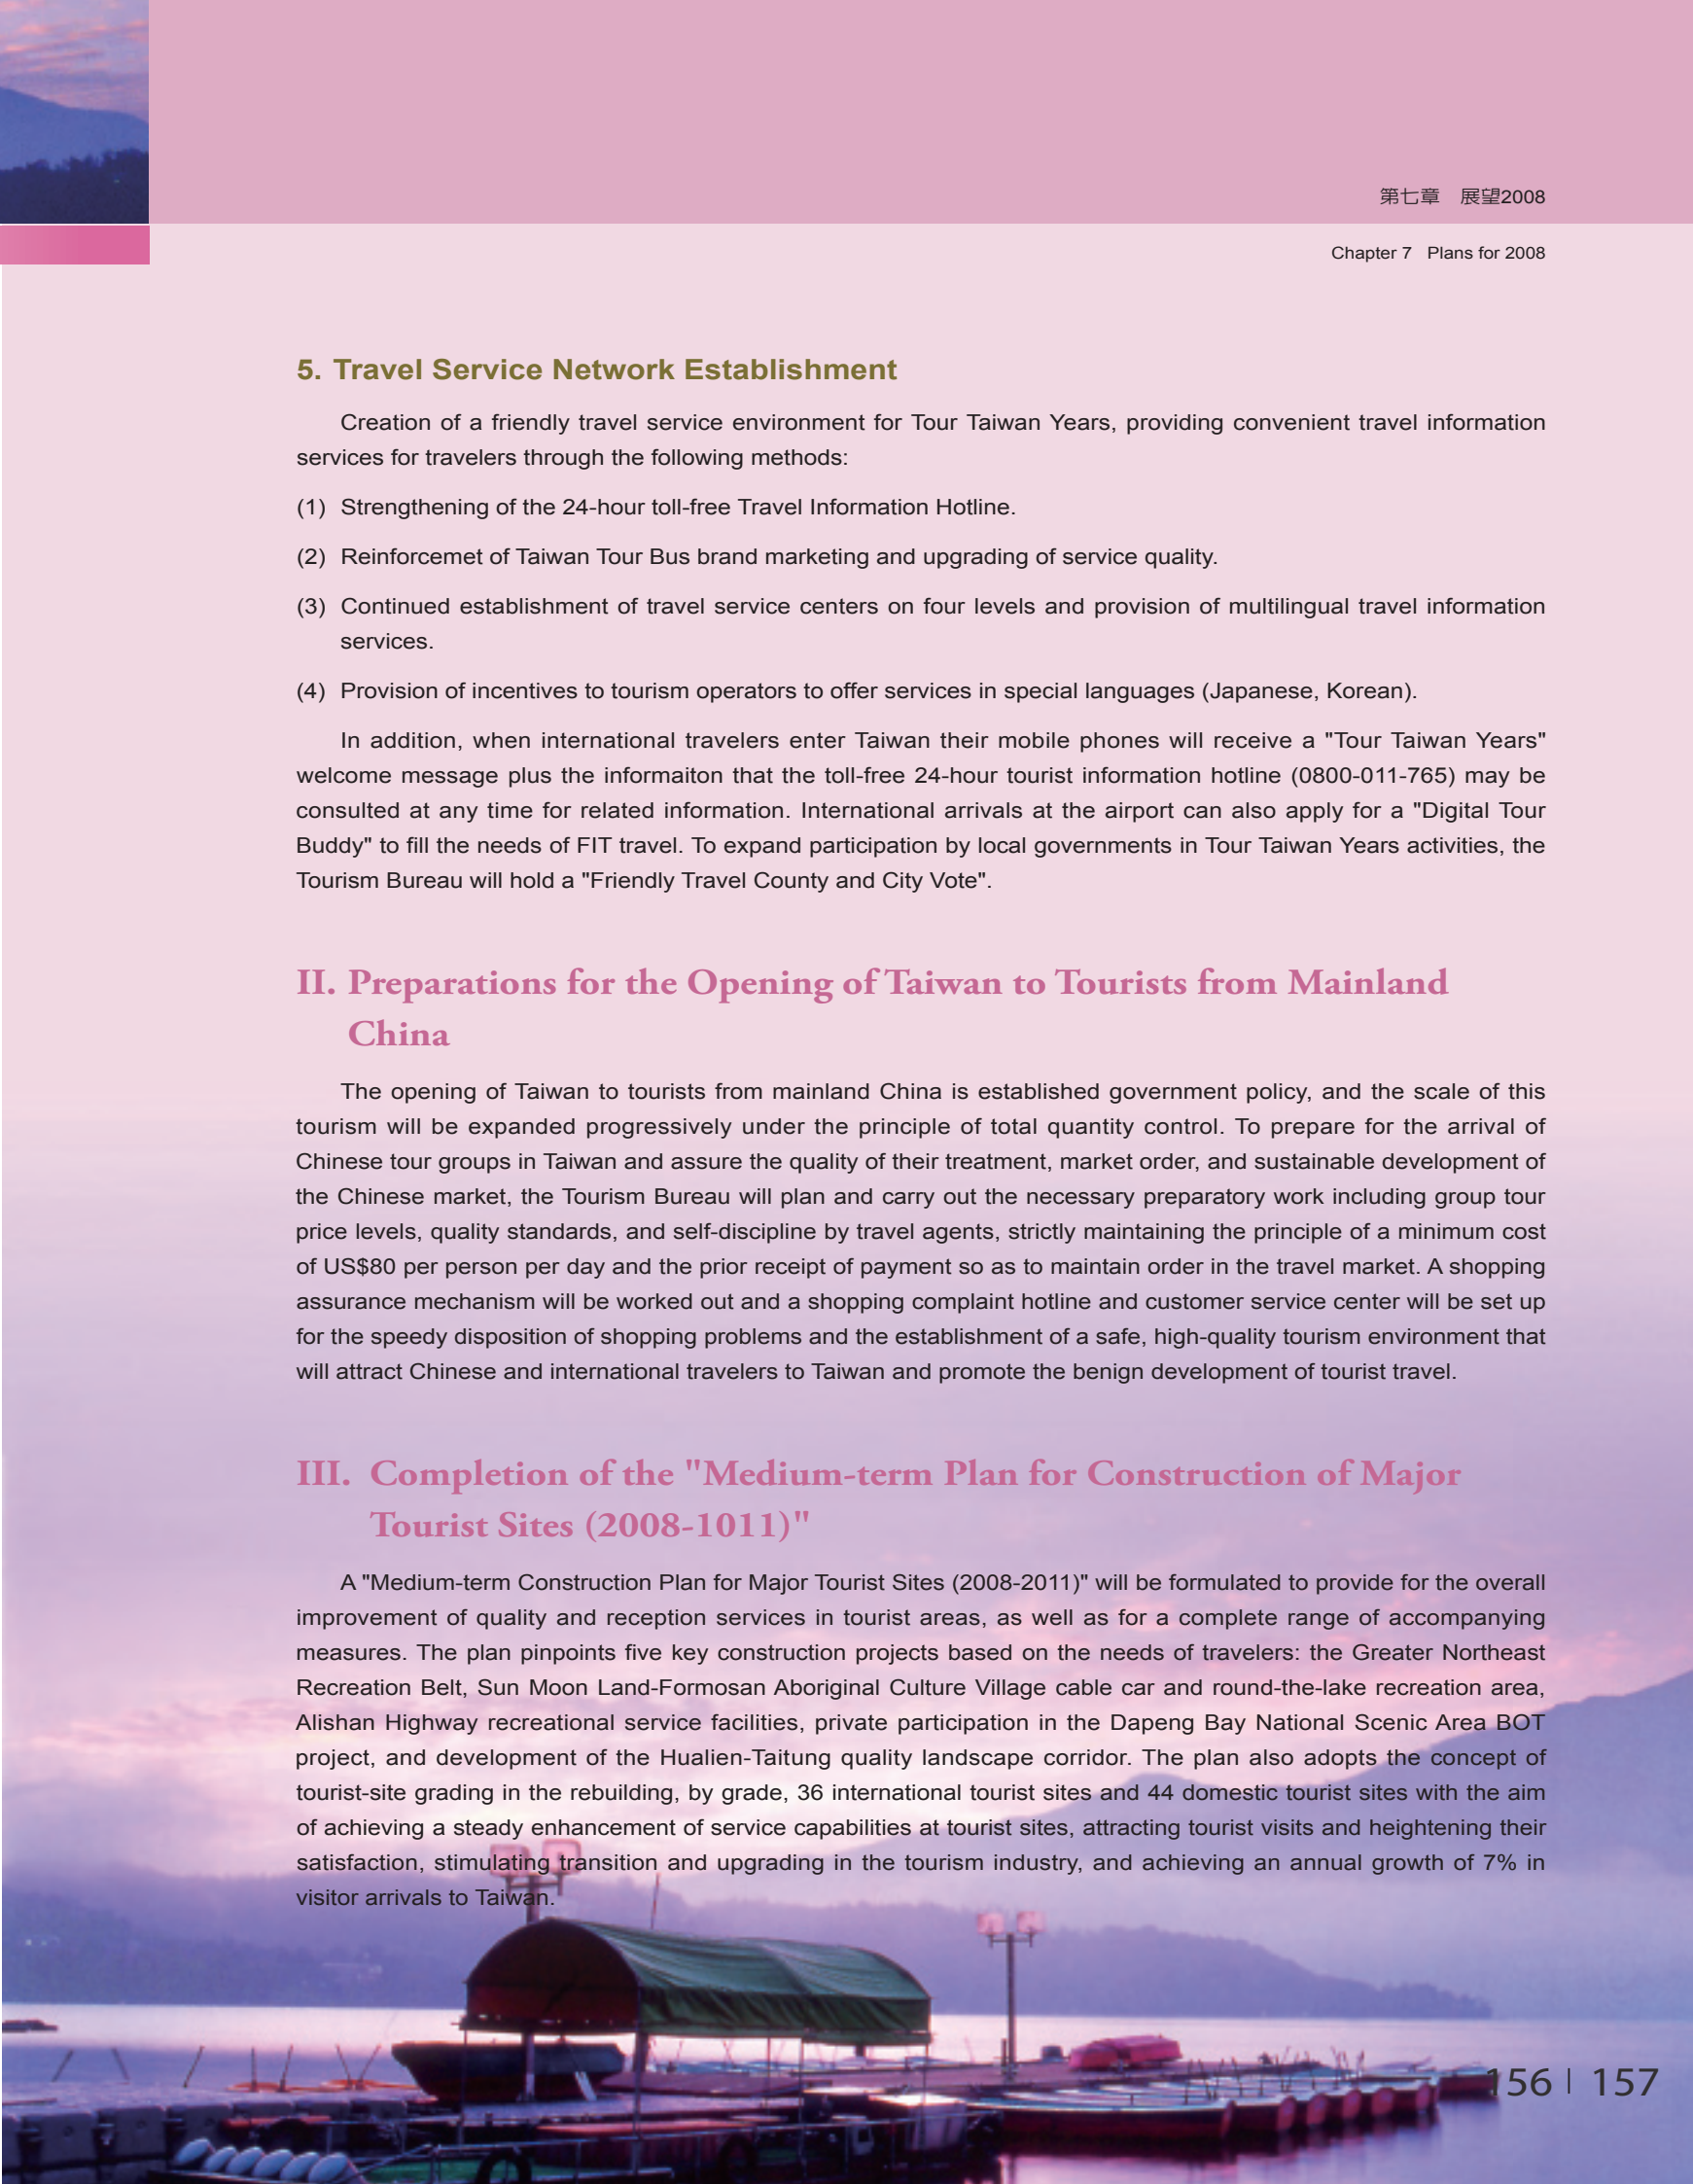 第七章　展望2008
Chapter 7 Plans for 2008
5. Travel Service Network Establishment
Creation of a friendly travel service environment for Tour Taiwan Years, providing convenient travel information
services for travelers through the following methods:
(1) Strengthening of the 24-hour toll-free Travel Information Hotline.
(2) Reinforcemet of Taiwan Tour Bus brand marketing and upgrading of service quality.
(3) Continued establishment of travel service centers on four levels and provision of multilingual travel information
services.
(4) Provision of incentives to tourism operators to offer services in special languages (Japanese, Korean).
In addition, when international travelers enter Taiwan their mobile phones will receive a "Tour Taiwan Years"
welcome message plus the informaiton that the toll-free 24-hour tourist information hotline (0800-011-765) may be
consulted at any time for related information. International arrivals at the airport can also apply for a "Digital Tour
Buddy" to fill the needs of FIT travel. To expand participation by local governments in Tour Taiwan Years activities, the
Tourism Bureau will hold a "Friendly Travel County and City Vote".
II. Preparations for the Opening of Taiwan to Tourists from Mainland
China
The opening of Taiwan to tourists from mainland China is established government policy, and the scale of this
tourism will be expanded progressively under the principle of total quantity control. To prepare for the arrival of
Chinese tour groups in Taiwan and assure the quality of their treatment, market order, and sustainable development of
the Chinese market, the Tourism Bureau will plan and carry out the necessary preparatory work including group tour
price levels, quality standards, and self-discipline by travel agents, strictly maintaining the principle of a minimum cost
of US$80 per person per day and the prior receipt of payment so as to maintain order in the travel market. A shopping
assurance mechanism will be worked out and a shopping complaint hotline and customer service center will be set up
for the speedy disposition of shopping problems and the establishment of a safe, high-quality tourism environment that
will attract Chinese and international travelers to Taiwan and promote the benign development of tourist travel.
III. Completion of the "Medium-term Plan for Construction of Major
Tourist Sites (2008-1011)"
A "Medium-term Construction Plan for Major Tourist Sites (2008-2011)" will be formulated to provide for the overall
improvement of quality and reception services in tourist areas, as well as for a complete range of accompanying
measures. The plan pinpoints five key construction projects based on the needs of travelers: the Greater Northeast
Recreation Belt, Sun Moon Land-Formosan Aboriginal Culture Village cable car and round-the-lake recreation area,
Alishan Highway recreational service facilities, private participation in the Dapeng Bay National Scenic Area BOT
project, and development of the Hualien-Taitung quality landscape corridor. The plan also adopts the concept of
tourist-site grading in the rebuilding, by grade, 36 international tourist sites and 44 domestic tourist sites with the aim
of achieving a steady enhancement of service capabilities at tourist sites, attracting tourist visits and heightening their
satisfaction, stimulating transition and upgrading in the tourism industry, and achieving an annual growth of 7% in
visitor arrivals to Taiwan.
156 | 157